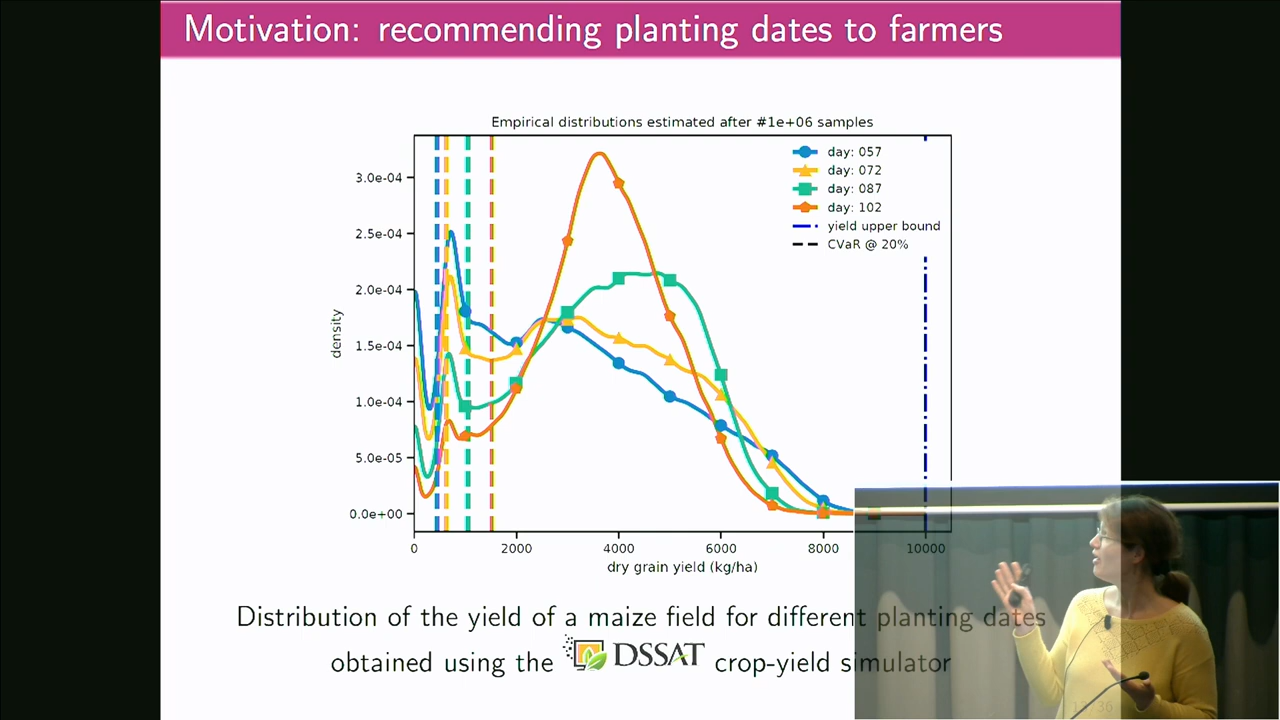 Motivation: recommending planting dates to farmers
Empirical distributions estimated after #1e+06 samples
day: 057
day: 072
day: 087
day: 102
yield upper bound
CVaR @ 20%
3.0e-04
2.5e-04
2.0e-04
1.5e-04
1.0e-04
5.0e-05
0.0e+00
density
0 2000 4000 6000 8000 10000
dry grain yield (kg/ha)
Distribution of the yield of a maize field for different planting dates
obtained using the DSSAT crop-yield simulator